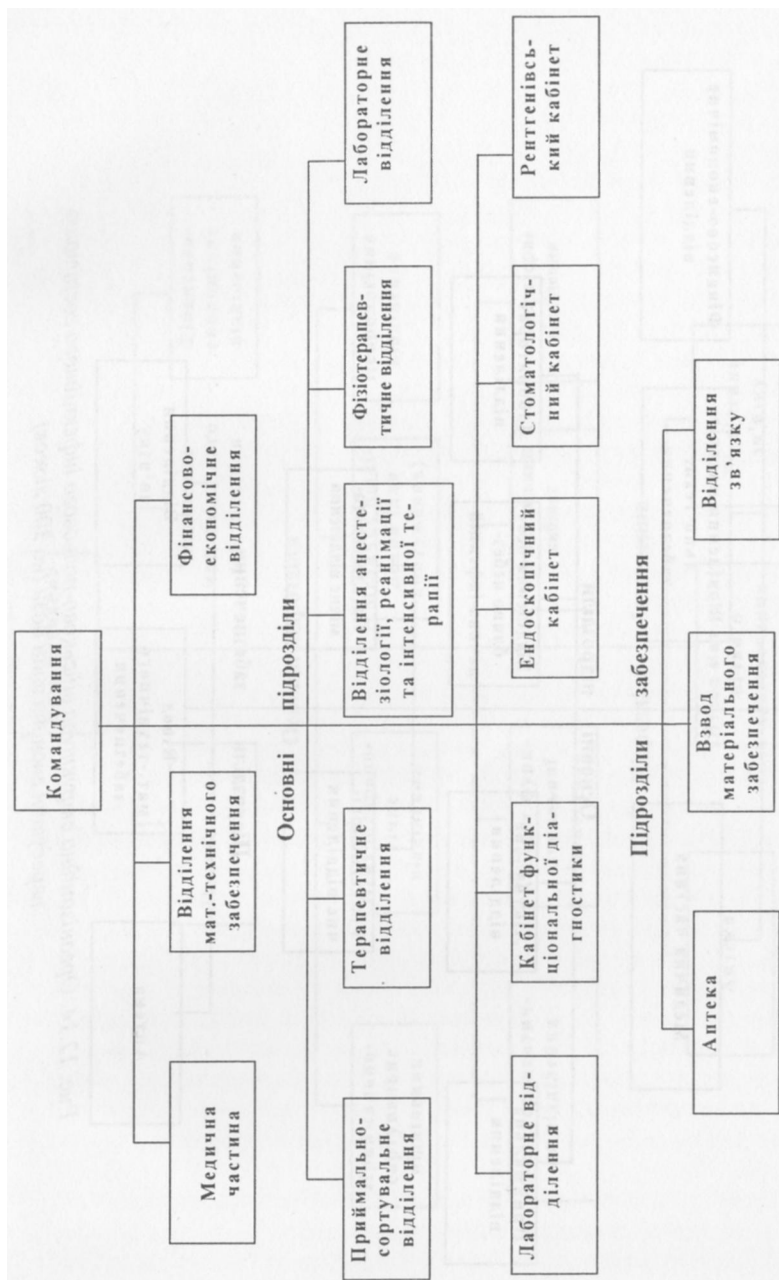 Командування
Медична
частина
Відділення
мат.-технічного
забезпечення
Фінансово-
економічне
відділення
Основні підрозділи
Приймально-
сортувальне
відділення
Терапевтичне
відділення
Відділення анесте-
зіології, реанімації
та інтенсивної те-
рапії
Фізіотерапев-
тичне відділення
Лабораторне
відділення
Лабораторне від-
ділення
Кабінет функ-
ціональної діа-
гностики
Ендоскопічний
кабінет
Стоматологіч-
ний кабінет
Рентгенівсь-
кий кабінет
Підрозділи забезпечення
Аптека
Взвод
матеріального
забезпечення
Відділення
зв’язку